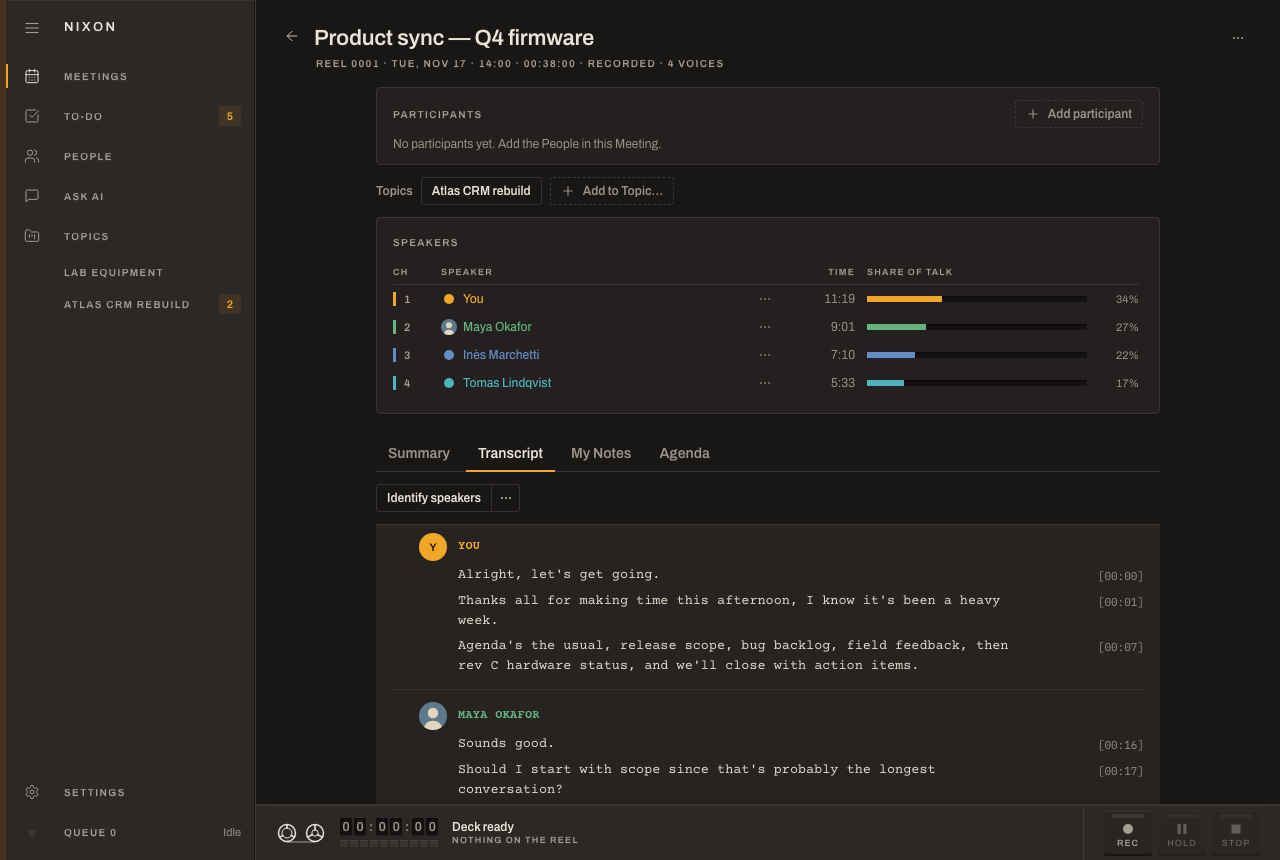 NIXON
MEETINGS
TO-DO 5
PEOPLE
ASK AI
TOPICS
LAB EQUIPMENT
ATLAS CRM REBUILD 2
SETTINGS
QUEUE 0 Idle
Product sync — Q4 firmware
REEL 0001 · TUE, NOV 17 · 14:00 · 00:38:00 · RECORDED · 4 VOICES
PARTICIPANTS
Add participant
No participants yet. Add the People in this Meeting.
Topics Atlas CRM rebuild Add to Topic...
SPEAKERS
CH SPEAKER TIME SHARE OF TALK
1 You 11:19 34%
2 Maya Okafor 9:01 27%
3 Inès Marchetti 7:10 22%
4 Tomas Lindqvist 5:33 17%
Summary Transcript My Notes Agenda
Identify speakers
Y YOU
Alright, let's get going. [00:00]
Thanks all for making time this afternoon, I know it's been a heavy [00:01]
week.
Agenda's the usual, release scope, bug backlog, field feedback, then [00:07]
rev C hardware status, and we'll close with action items.
MAYA OKAFOR
Sounds good. [00:16]
Should I start with scope since that's probably the longest [00:17]
conversation?
00:00:00 Deck ready
NOTHING ON THE REEL
REC HOLD STOP